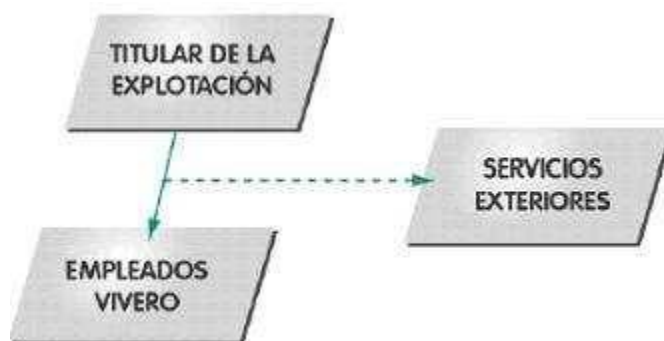 TITULAR DE LA
EXPLOTACIÓN
SERVICIOS
EXTERIORES
EMPLEADOS
VIVERO